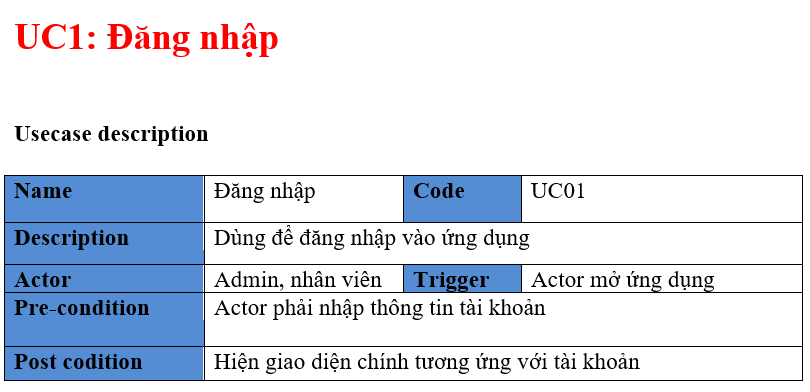 UC1: Đăng nhập
Usecase description
Name Đăng nhập Code UC01
Description Dùng để đăng nhập vào ứng dụng
Actor Admin, nhân viên Trigger Actor mở ứng dụng
Pre-condition Actor phải nhập thông tin tài khoản
Post codition Hiện giao diện chính tương ứng với tài khoản